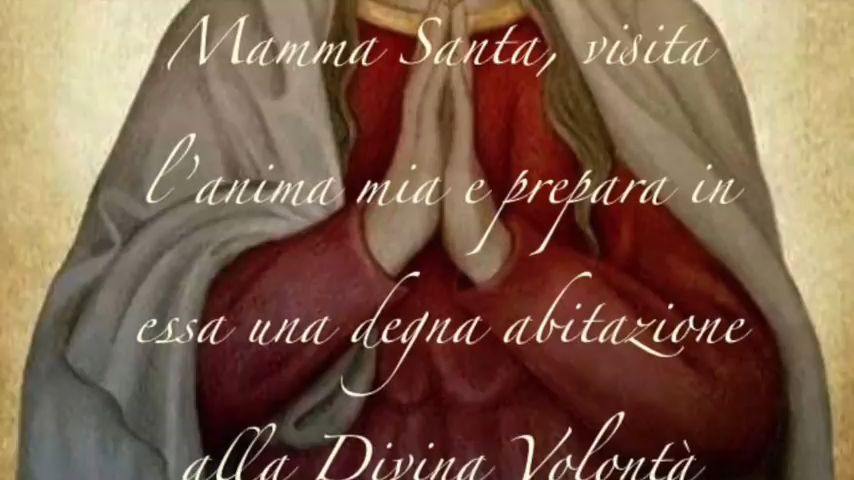 Mamma Santa, visita
l'anima mia e prepara in
essa una degna abitazione
alla Divina Volontà